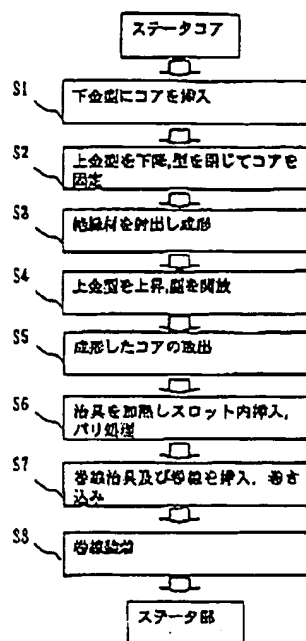 ステータコア
S1
下金型にコアを挿入
S2
上金型を下降,型を閉じてコアを
固定
S3
絶縁材を射出し成形
S4
上金型を上昇,型を開放
S5
成形したコアの取出
S6
治具を加熱しスロット内挿入,
バリ処理
S7
巻線治具及び巻線を挿入,巻き
込み
S8
巻線
ステータ部